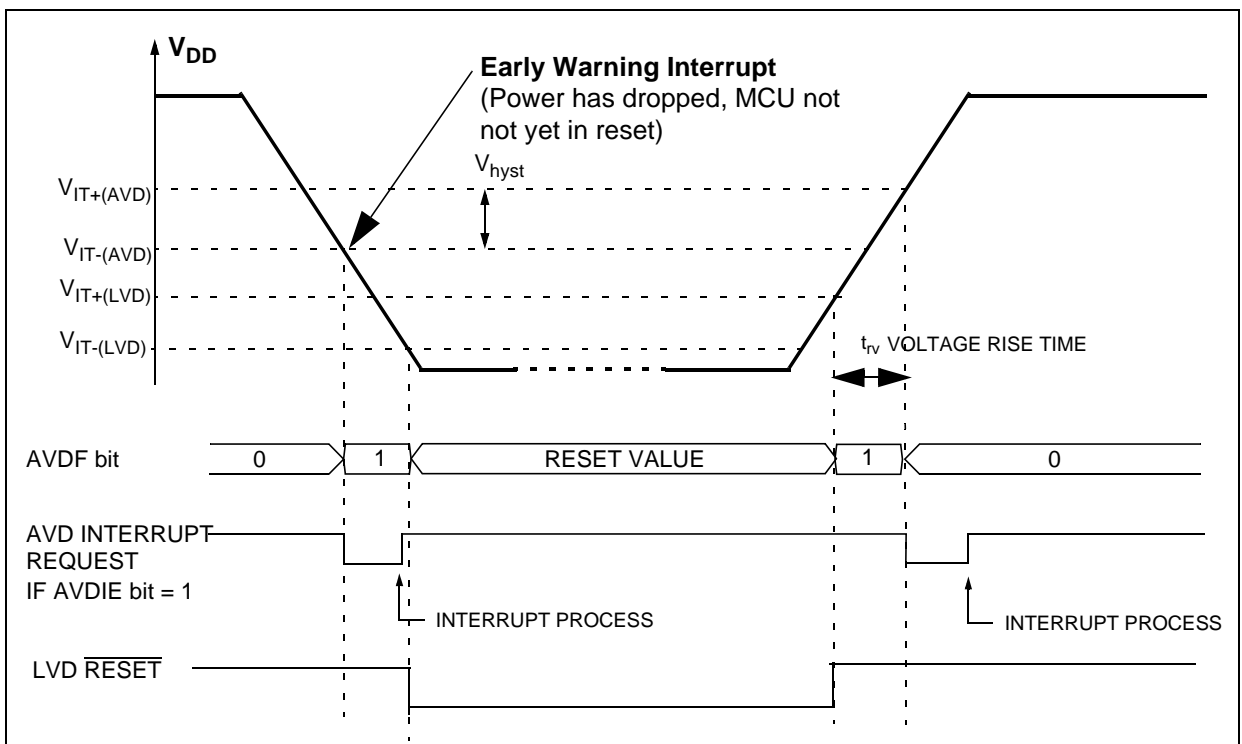 VDD
Early Warning Interrupt
(Power has dropped, MCU not
not yet in reset)
Vhyst
VIT+(AVD)
VIT-(AVD)
VIT+(LVD)
VIT-(LVD)
trv VOLTAGE RISE TIME
AVDF bit 0 1 RESET VALUE 1 0
AVD INTERRUPT
REQUEST
IF AVDIE bit = 1
INTERRUPT PROCESS INTERRUPT PROCESS
LVD RESET